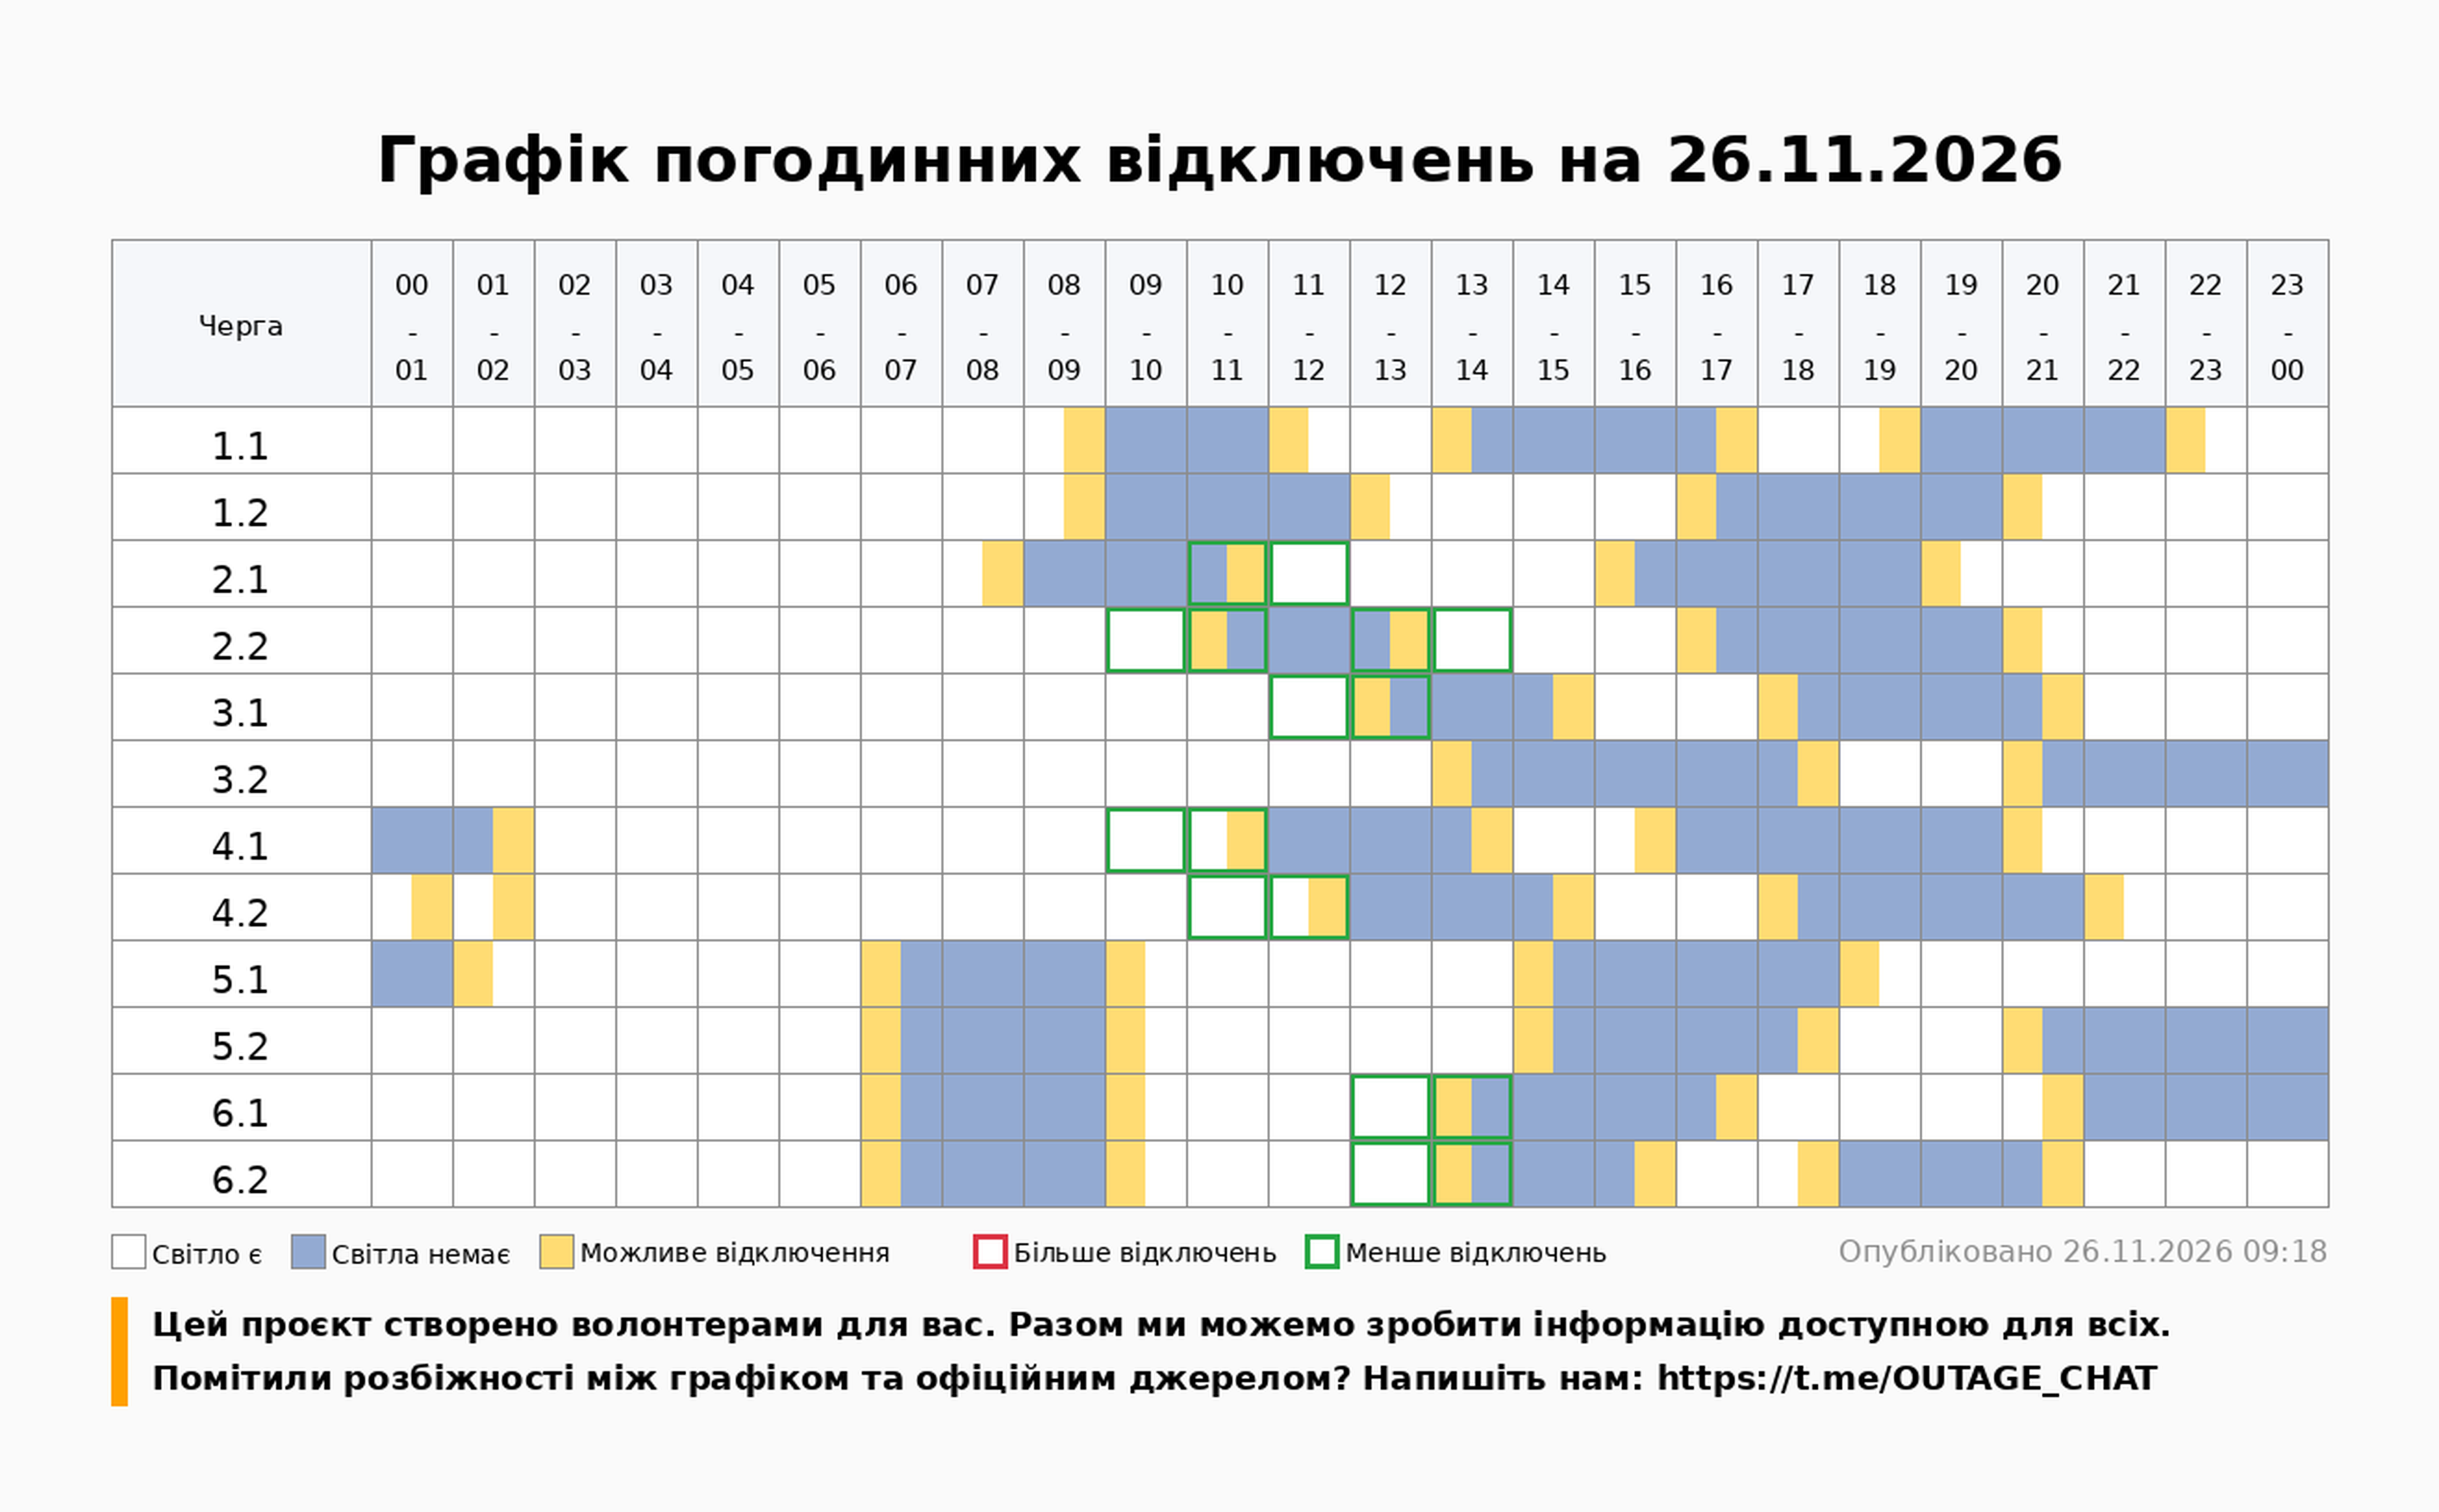 Графік погодинних відключень на 26.11.2026
Черга
00 - 01
01 - 02
02 - 03
03 - 04
04 - 05
05 - 06
06 - 07
07 - 08
08 - 09
09 - 10
10 - 11
11 - 12
12 - 13
13 - 14
14 - 15
15 - 16
16 - 17
17 - 18
18 - 19
19 - 20
20 - 21
21 - 22
22 - 23
23 - 00
1.1
1.2
2.1
2.2
3.1
3.2
4.1
4.2
5.1
5.2
6.1
6.2
Світло є
Світла немає
Можливе відключення
Більше відключень
Менше відключень
Опубліковано 26.11.2026 09:18
Цей проєкт створено волонтерами для вас. Разом ми можемо зробити інформацію доступною для всіх.
Помітили розбіжності між графіком та офіційним джерелом? Напишіть нам: https://t.me/OUTAGE_CHAT